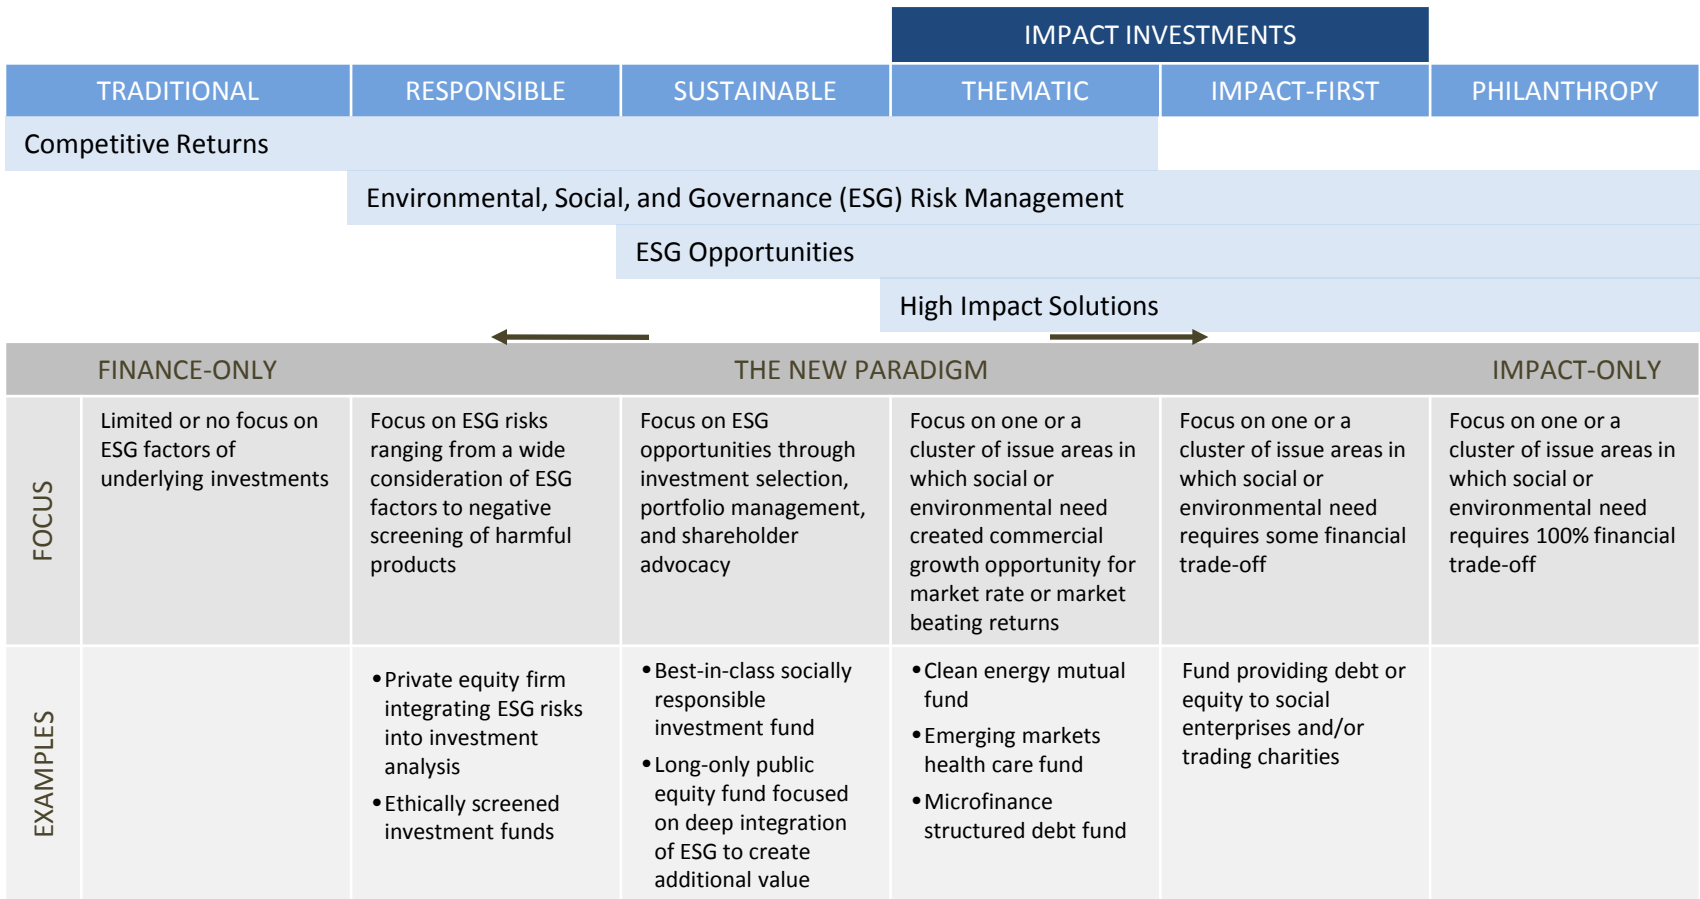 IMPACT INVESTMENTS
TRADITIONAL
RESPONSIBLE
SUSTAINABLE
THEMATIC
IMPACT-FIRST
PHILANTHROPY
Competitive Returns
Environmental, Social, and Governance (ESG) Risk Management
ESG Opportunities
High Impact Solutions
FINANCE-ONLY
THE NEW PARADIGM
IMPACT-ONLY
FOCUS
Limited or no focus on
ESG factors of
underlying investments
Focus on ESG risks
ranging from a wide
consideration of ESG
factors to negative
screening of harmful
products
Focus on ESG
opportunities through
investment selection,
portfolio management,
and shareholder
advocacy
Focus on one or a
cluster of issue areas in
which social or
environmental need
created commercial
growth opportunity for
market rate or market
beating returns
Focus on one or a
cluster of issue areas in
which social or
environmental need
requires some financial
trade-off
Focus on one or a
cluster of issue areas in
which social or
environmental need
requires 100% financial
trade-off
EXAMPLES
•Private equity firm
integrating ESG risks
into investment
analysis
•Ethically screened
investment funds
•Best-in-class socially
responsible
investment fund
•Long-only public
equity fund focused
on deep integration
of ESG to create
additional value
•Clean energy mutual
fund
•Emerging markets
health care fund
•Microfinance
structured debt fund
Fund providing debt or
equity to social
enterprises and/or
trading charities